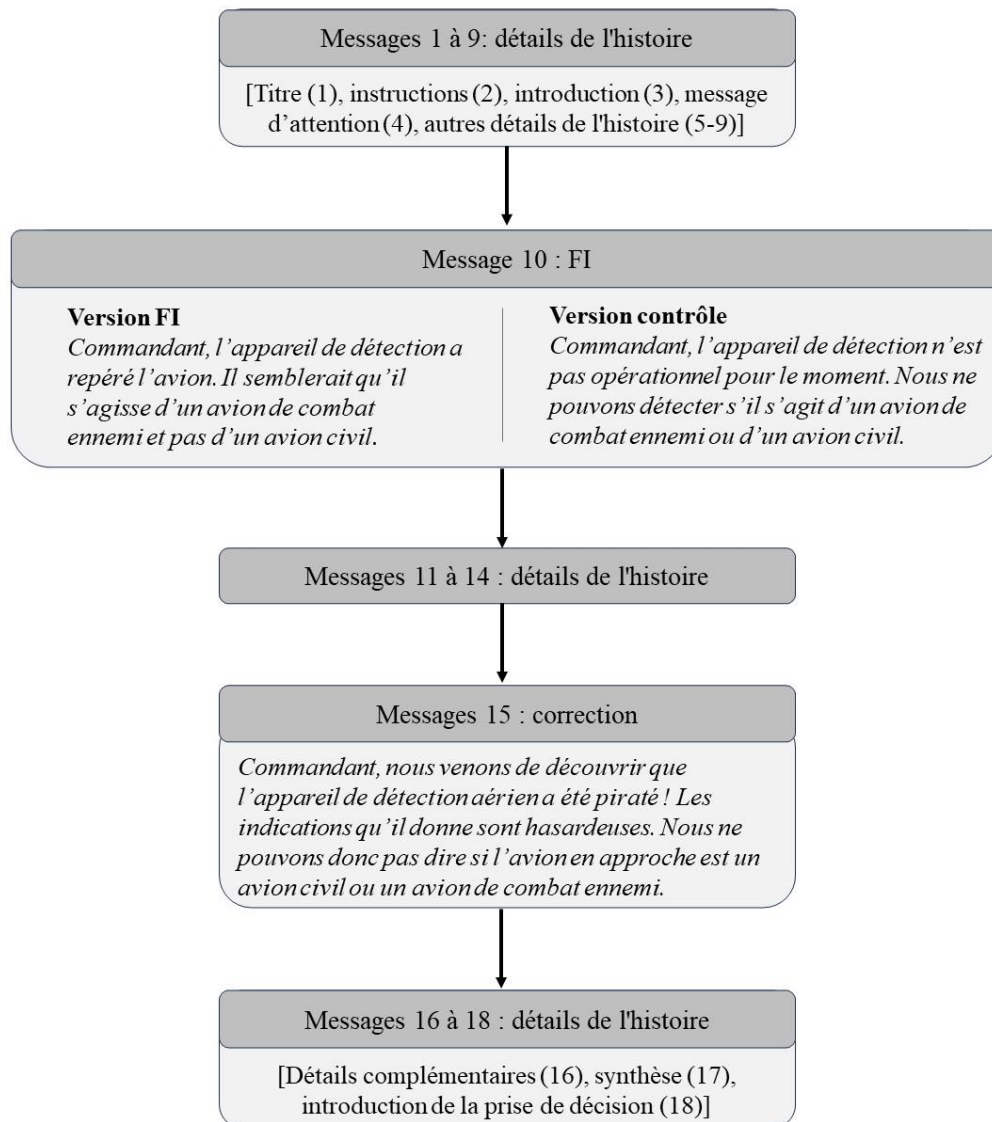 Messages 1 à 9: détails de l'histoire
[Titre (1), instructions (2), introduction (3), message
d’attention (4), autres détails de l'histoire (5-9)]
Message 10 : FI
Version FI
Commandant, l’appareil de détection a
repéré l’avion. Il semblerait qu’il
s’agisse d’un avion de combat
ennemi et pas d’un avion civil.
Version contrôle
Commandant, l’appareil de détection n’est
pas opérationnel pour le moment. Nous ne
pouvons détecter s’il s’agit d’un avion de
combat ennemi ou d’un avion civil.
Messages 11 à 14 : détails de l'histoire
Messages 15 : correction
Commandant, nous venons de découvrir que
l’appareil de détection aérien a été piraté ! Les
indications qu’il donne sont hasardeuses. Nous ne
pouvons donc pas dire si l’avion en approche est un
avion civil ou un avion de combat ennemi.
Messages 16 à 18 : détails de l'histoire
[Détails complémentaires (16), synthèse (17),
introduction de la prise de décision (18)]